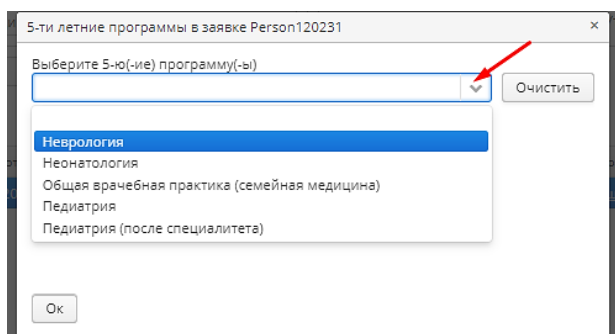 5-ти летние программы в заявке Person120231 ×
Выберите 5-ю(-ие) программу(-ы)
Очистить
Неврология
Неонатология
Общая врачебная практика (семейная медицина)
Педиатрия
Педиатрия (после специалитета)
Ок